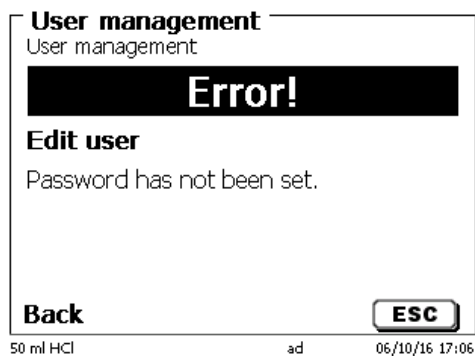 User management
User management
Error!
Edit user
Password has not been set.
Back ESC
50 ml HCl ad 06/10/16 17:06